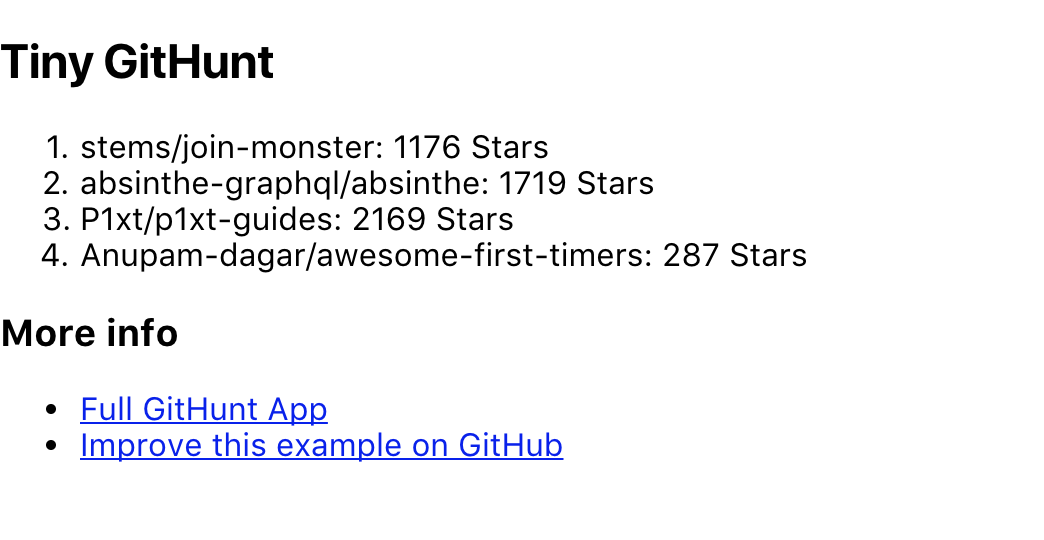 Tiny GitHunt
1. stems/join-monster: 1176 Stars
2. absinthe-graphql/absinthe: 1719 Stars
3. P1xt/p1xt-guides: 2169 Stars
4. Anupam-dagar/awesome-first-timers: 287 Stars
More info
• Full GitHunt App
• Improve this example on GitHub